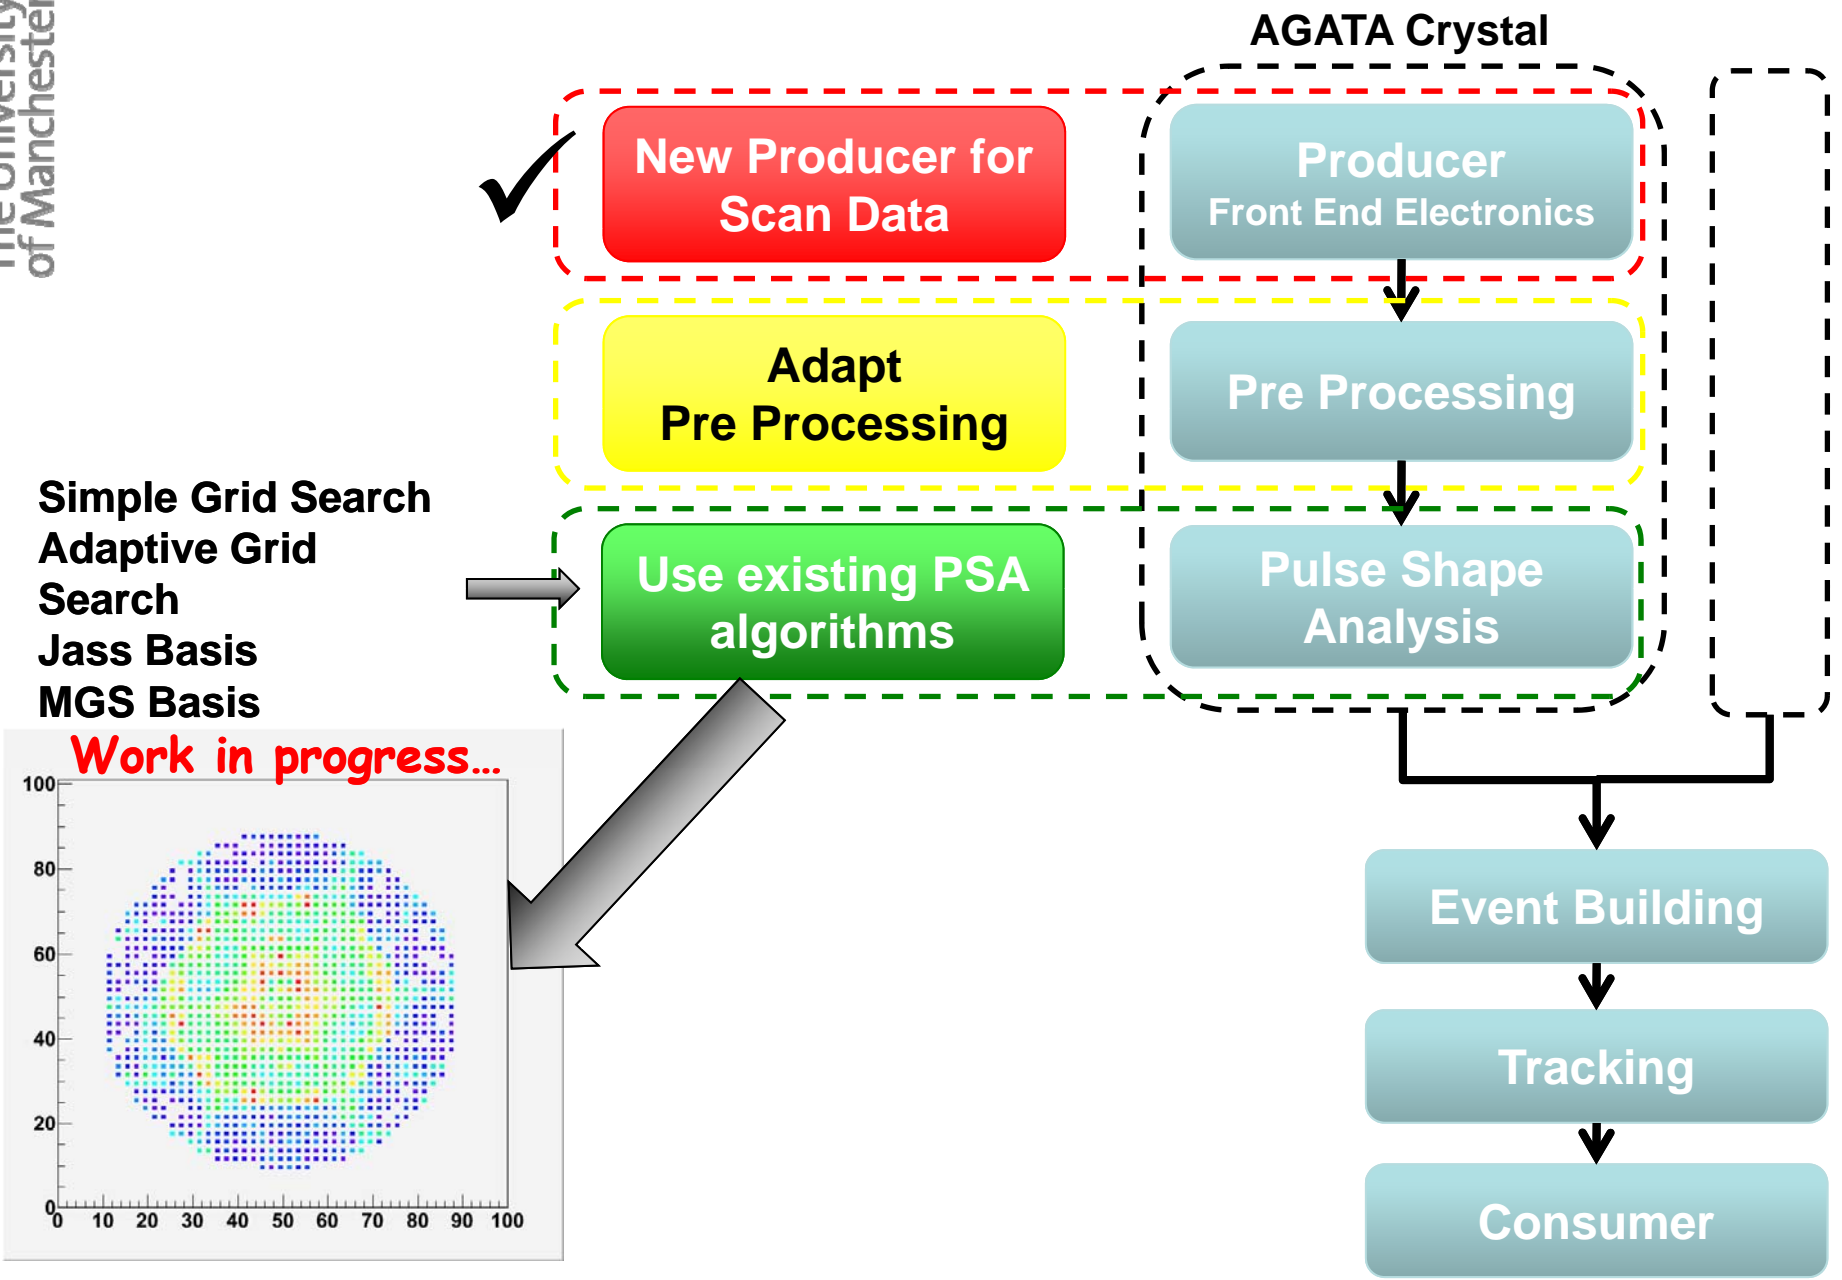 The University
of Manchester
AGATA Crystal
New Producer for
Scan Data
Producer
Front End Electronics
Adapt
Pre Processing
Pre Processing
Simple Grid Search
Adaptive Grid
Search
Jass Basis
MGS Basis
Use existing PSA
algorithms
Pulse Shape
Analysis
Work in progress...
100
80
60
40
20
0
0 10 20 30 40 50 60 70 80 90 100
Event Building
Tracking
Consumer